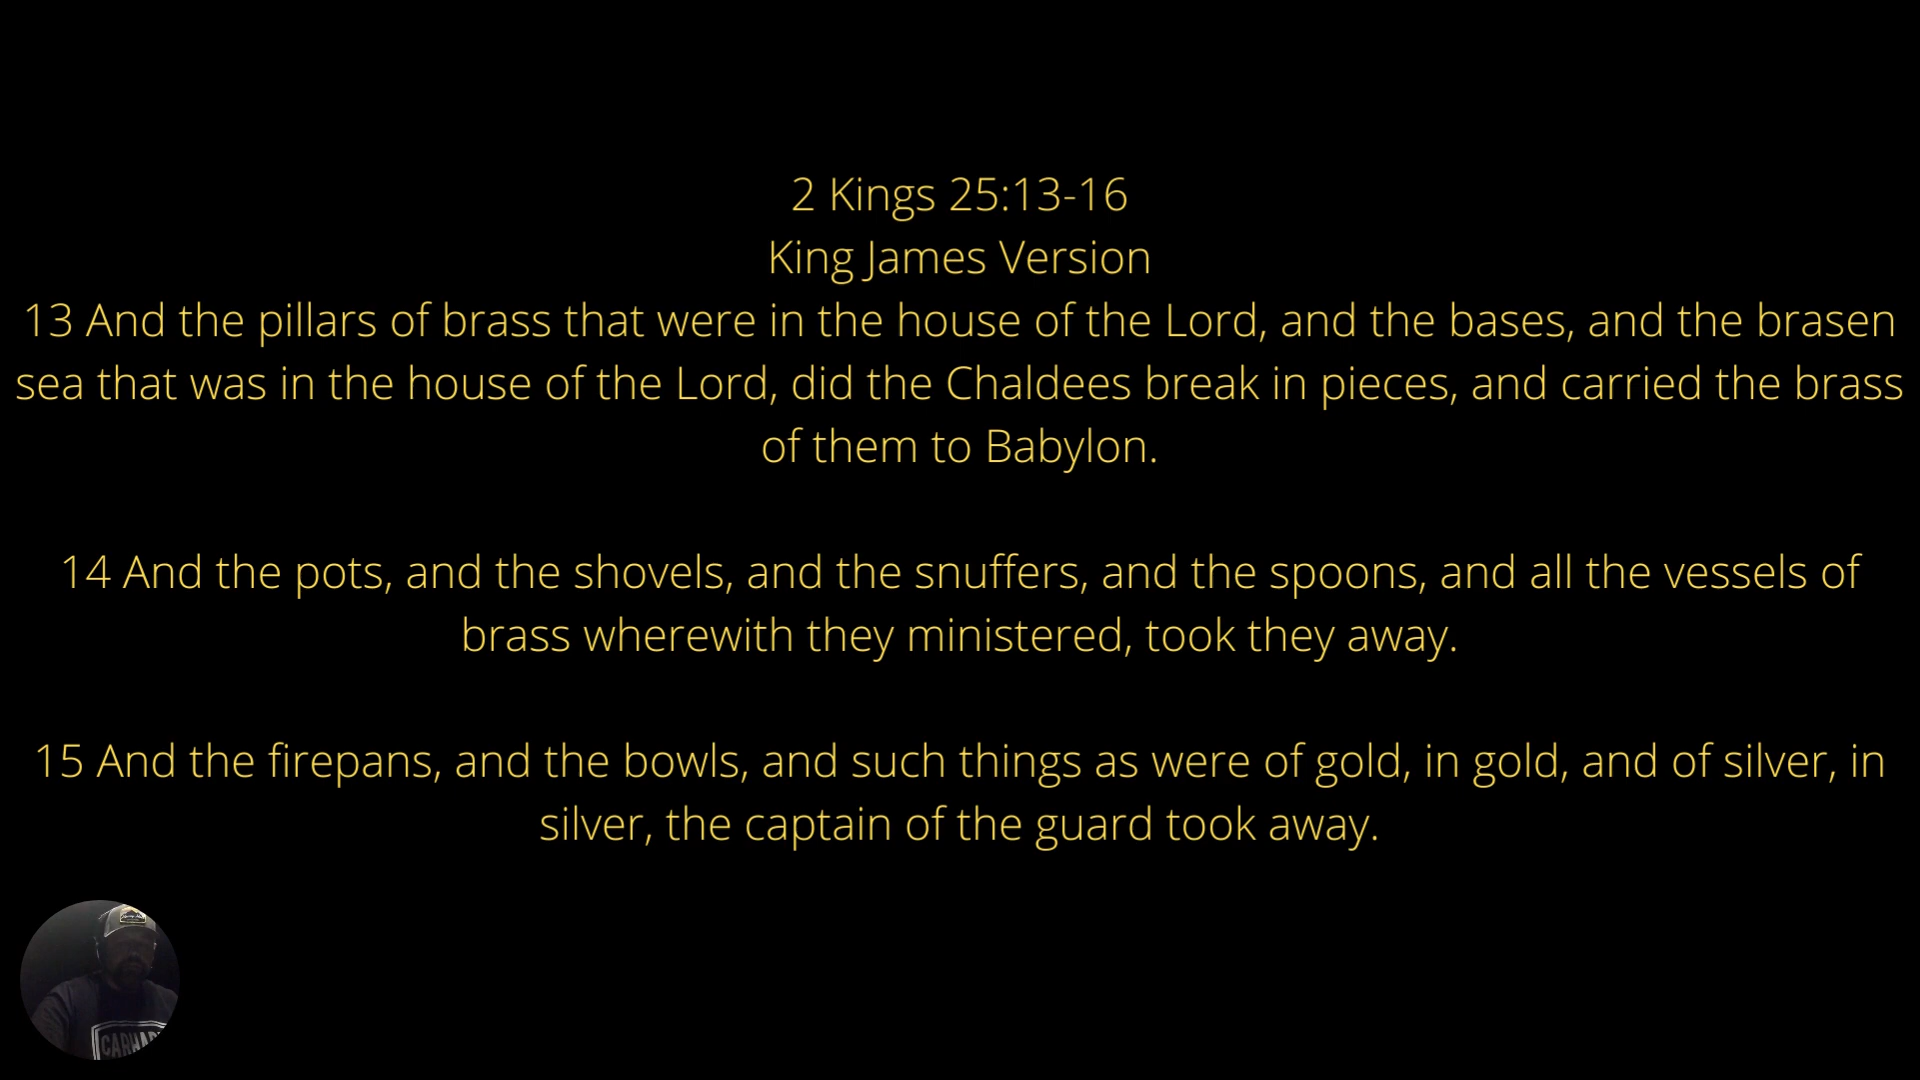 2 Kings 25:13-16
King James Version
13 And the pillars of brass that were in the house of the Lord, and the bases, and the brasen
sea that was in the house of the Lord, did the Chaldees break in pieces, and carried the brass
of them to Babylon.
14 And the pots, and the shovels, and the snuffers, and the spoons, and all the vessels of
brass wherewith they ministered, took they away.
15 And the firepans, and the bowls, and such things as were of gold, in gold, and of silver, in
silver, the captain of the guard took away.